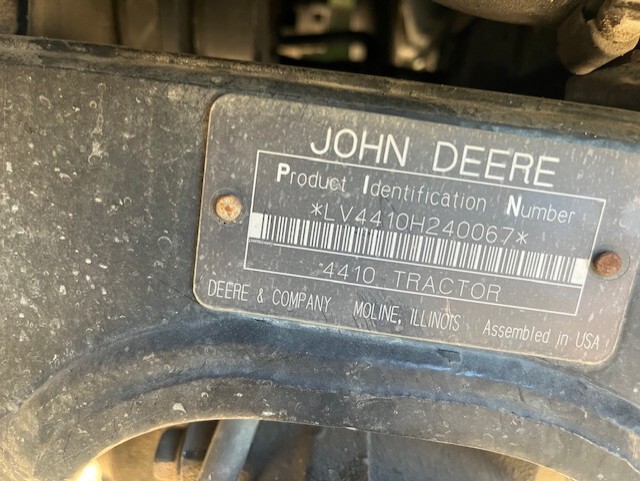 JOHN DEERE
Product Identification Number
*LV4410H240067*
4410 TRACTOR
DEERE & COMPANY MOLINE, ILLINOIS Assembled in USA